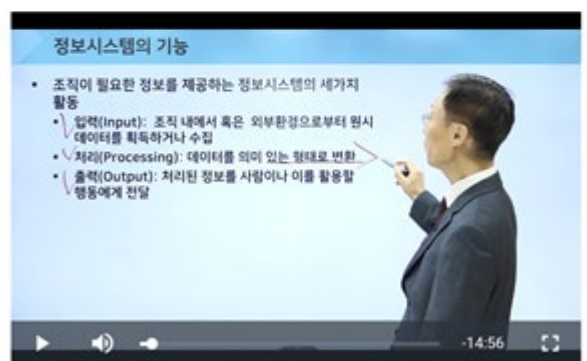 정보시스템의 기능
▪ 조직이 필요한 정보를 제공하는 정보시스템의 세가지
활동
▪ 입력(Input): 조직 내에서 혹은 외부환경으로부터 원시
데이터를 획득하거나 수집
▪ 처리(Processing): 데이터를 의미 있는 형태로 변환
▪ 출력(Output): 처리된 정보를 사람이나 이를 활용할
행동에게 전달
-14:56